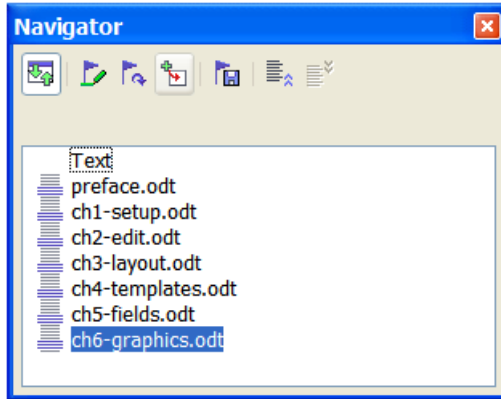 Navigator
Text
preface.odt
ch1-setup.odt
ch2-edit.odt
ch3-layout.odt
ch4-templates.odt
ch5-fields.odt
ch6-graphics.odt